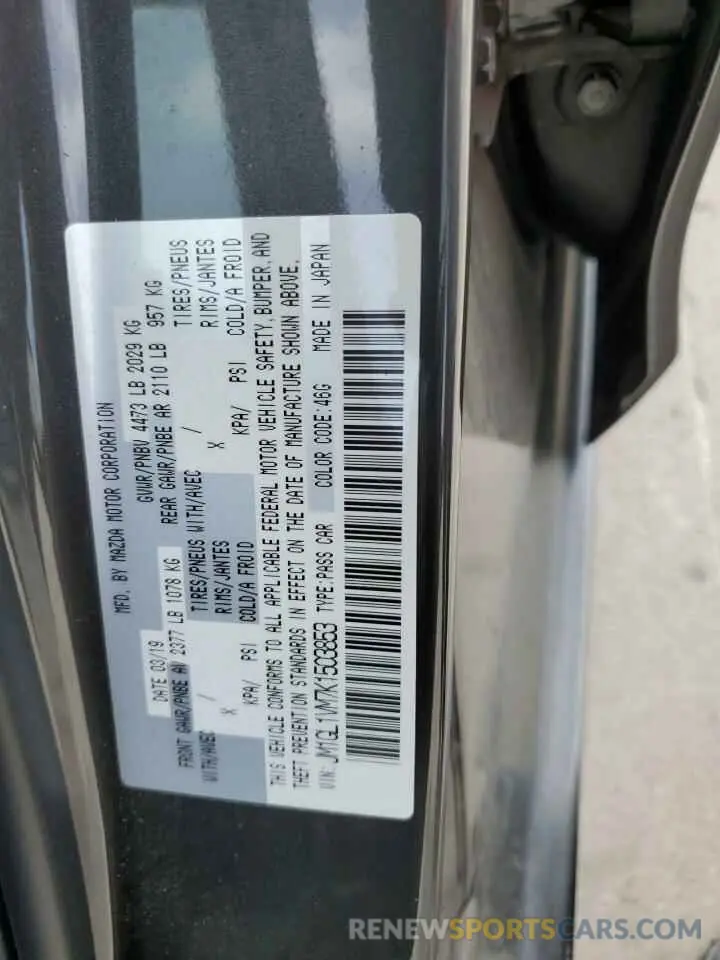 MFD. BY MAZDA MOTOR CORPORATION
DATE 03/19 GVWR/PNBV 4473 LB 2029 KG
FRONT GAWR/PNBE AV 2377 LB 1078 KG REAR GAWR/PNBE AR 2110 LB 957 KG
WITH/AVEC / TIRES/PNEUS WITH/AVEC / TIRES/PNEUS
X RIMS/JANTES X RIMS/JANTES
KPA/ PSI COLD/A FROID KPA/ PSI COLD/A FROID
THIS VEHICLE CONFORMS TO ALL APPLICABLE FEDERAL MOTOR VEHICLE SAFETY, BUMPER, AND
THEFT PREVENTION STANDARDS IN EFFECT ON THE DATE OF MANUFACTURE SHOWN ABOVE.
VIN: JM1GL1VM7K1503853 TYPE:PASS CAR COLOR CODE:46G MADE IN JAPAN
RENEWSPORTSCARS.COM